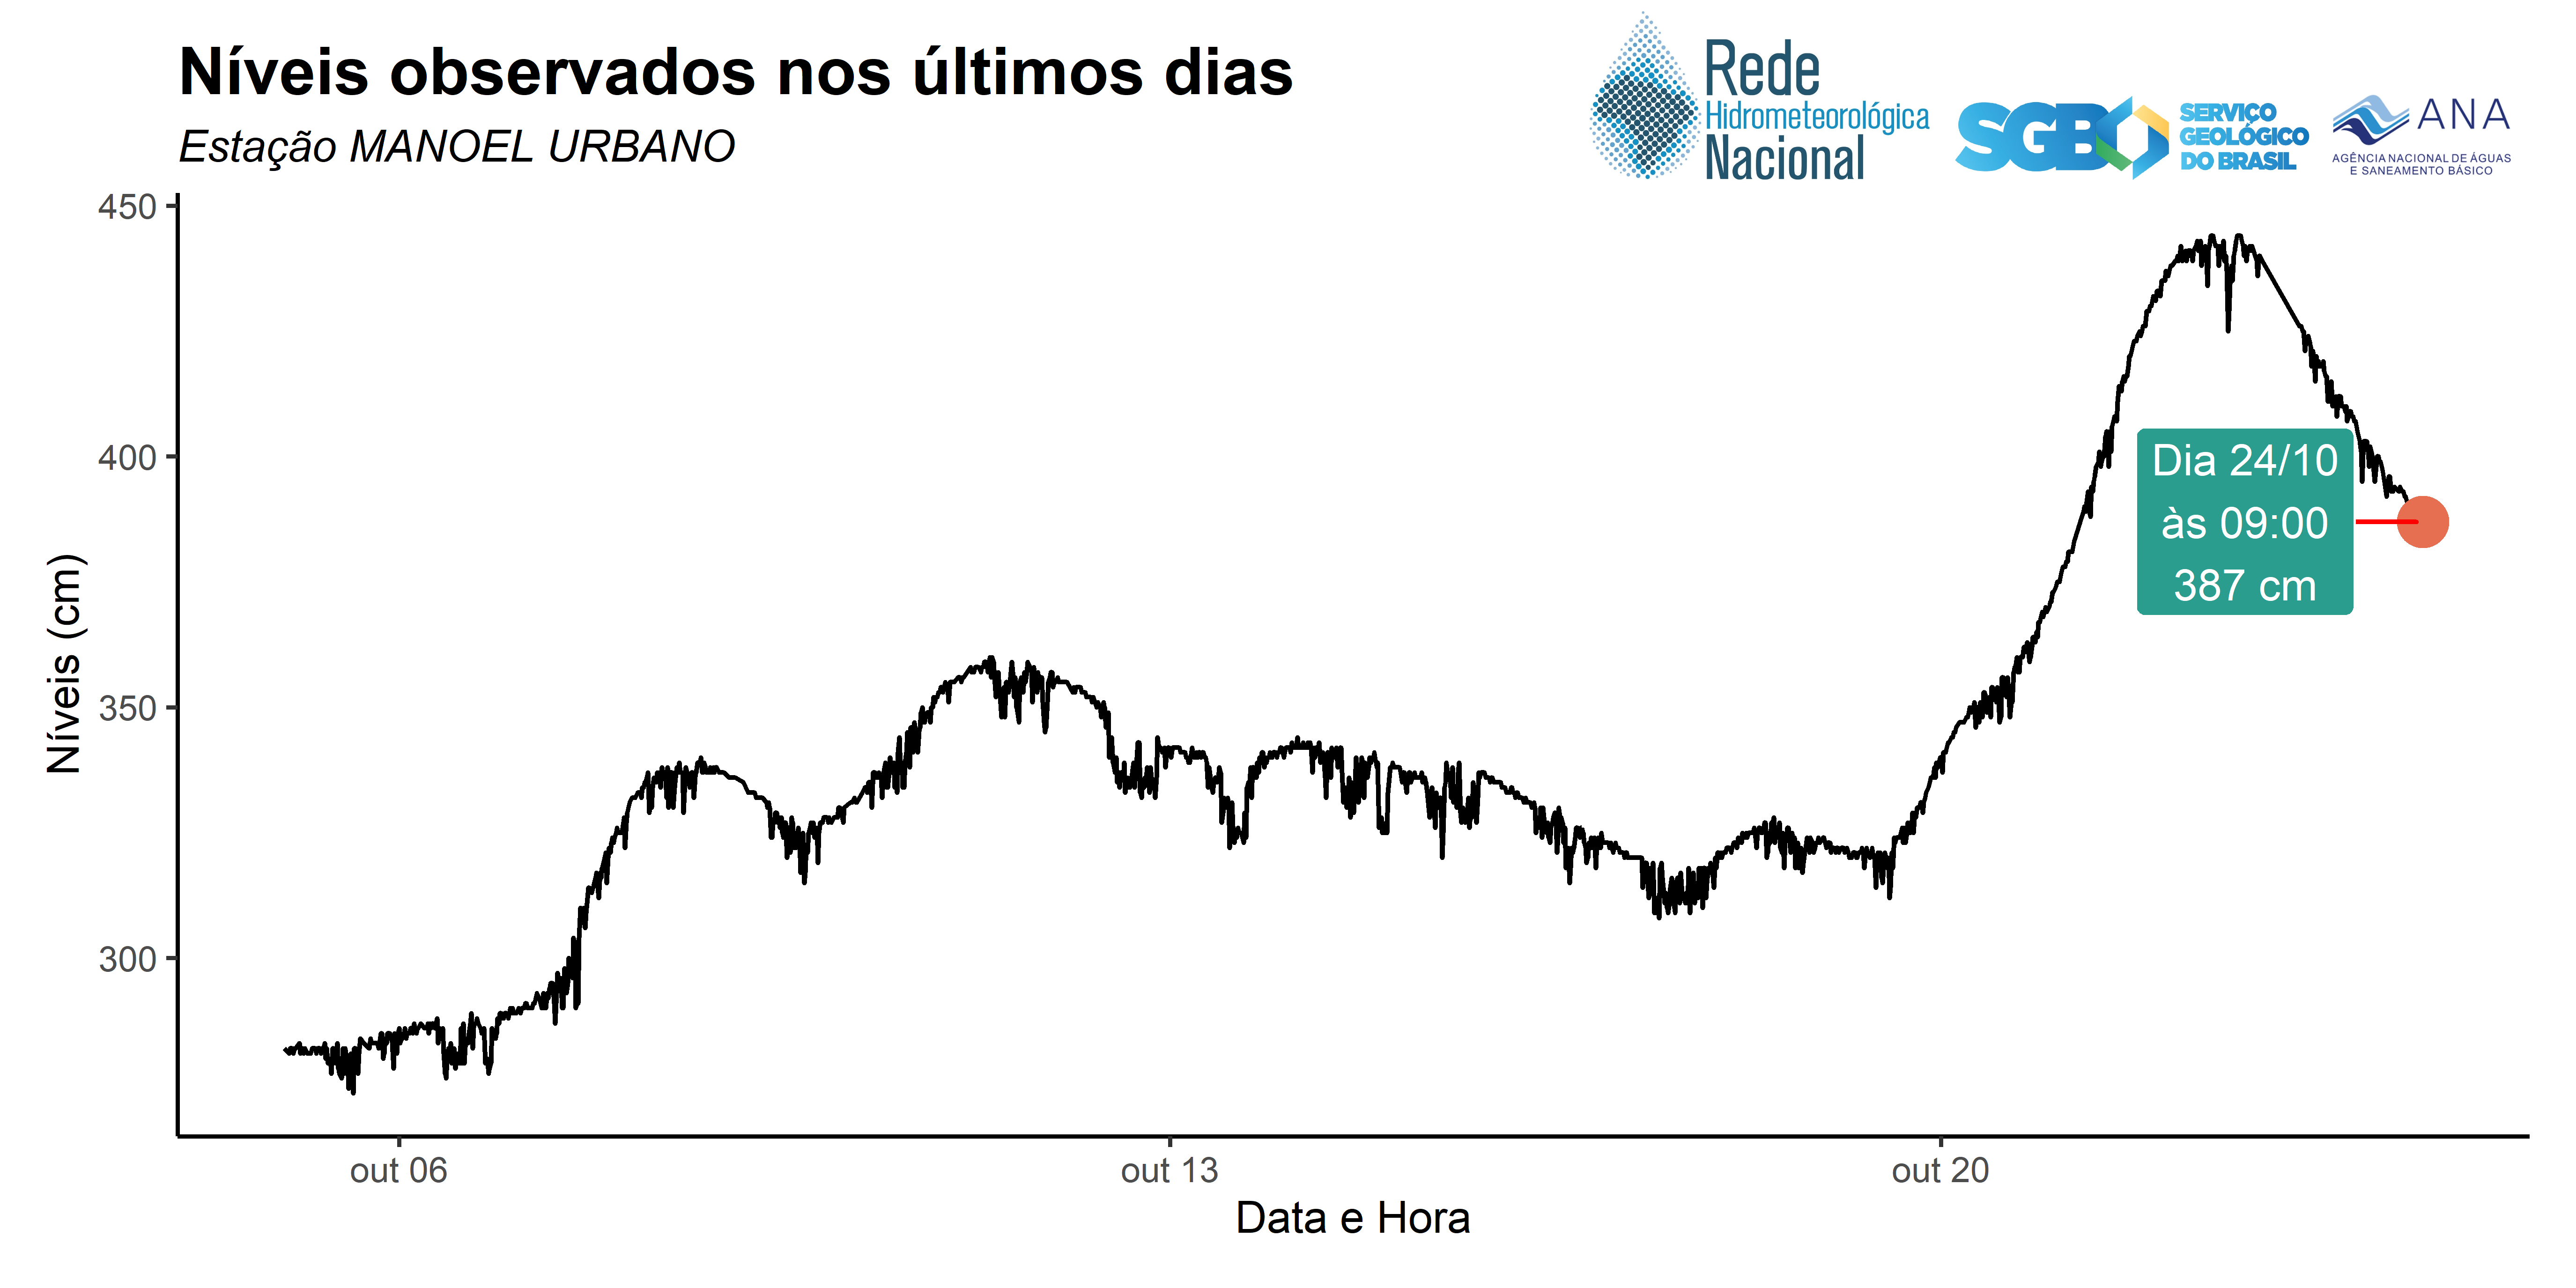 Níveis observados nos últimos dias
Estação MANOEL URBANO
Rede
Hidrometeorológica
Nacional
SGB
SERVIÇO
GEOLÓGICO
DO BRASIL
ANA
AGÊNCIA NACIONAL DE ÁGUAS
E SANEAMENTO BÁSICO
Níveis (cm)
450
400
350
300
Dia 24/10
às 09:00
387 cm
out 06
out 13
out 20
Data e Hora